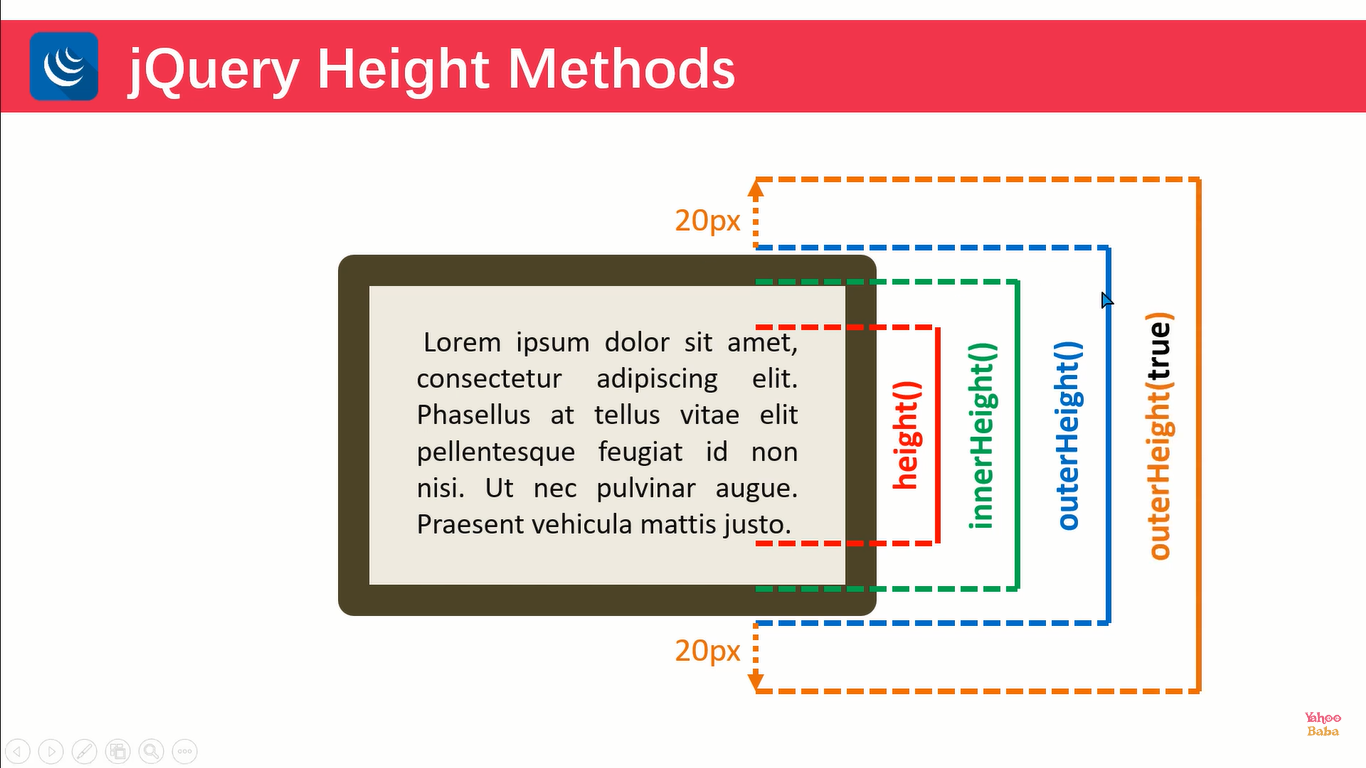 jQuery Height Methods
20px
Lorem ipsum dolor sit amet,
consectetur adipiscing elit.
Phasellus at tellus vitae elit
pellentesque feugiat id non
nisi. Ut nec pulvinar augue.
Praesent vehicula mattis justo.
height()
innerHeight()
outerHeight()
outerHeight(true)
20px
Yahoo
Baba